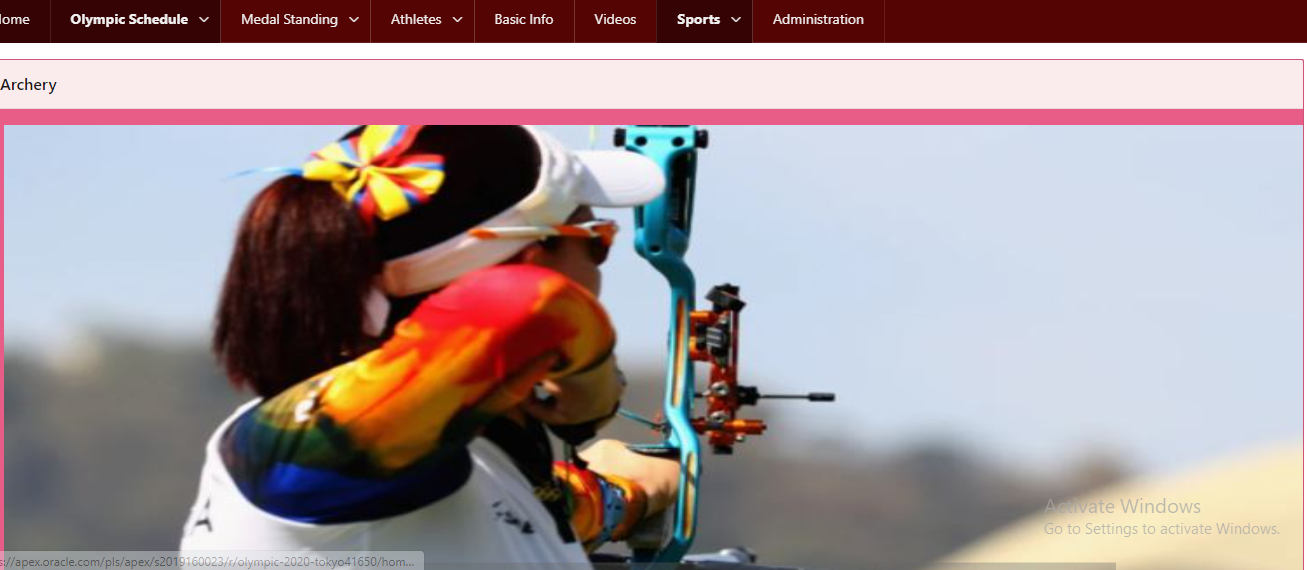 ome Olympic Schedule Medal Standing Athletes Basic Info Videos Sports Administration
Archery
Activate Windows
Go to Settings to activate Windows.
s://apex.oracle.com/pls/apex/s2019160023/r/olympic-2020-tokyo41650/hom...